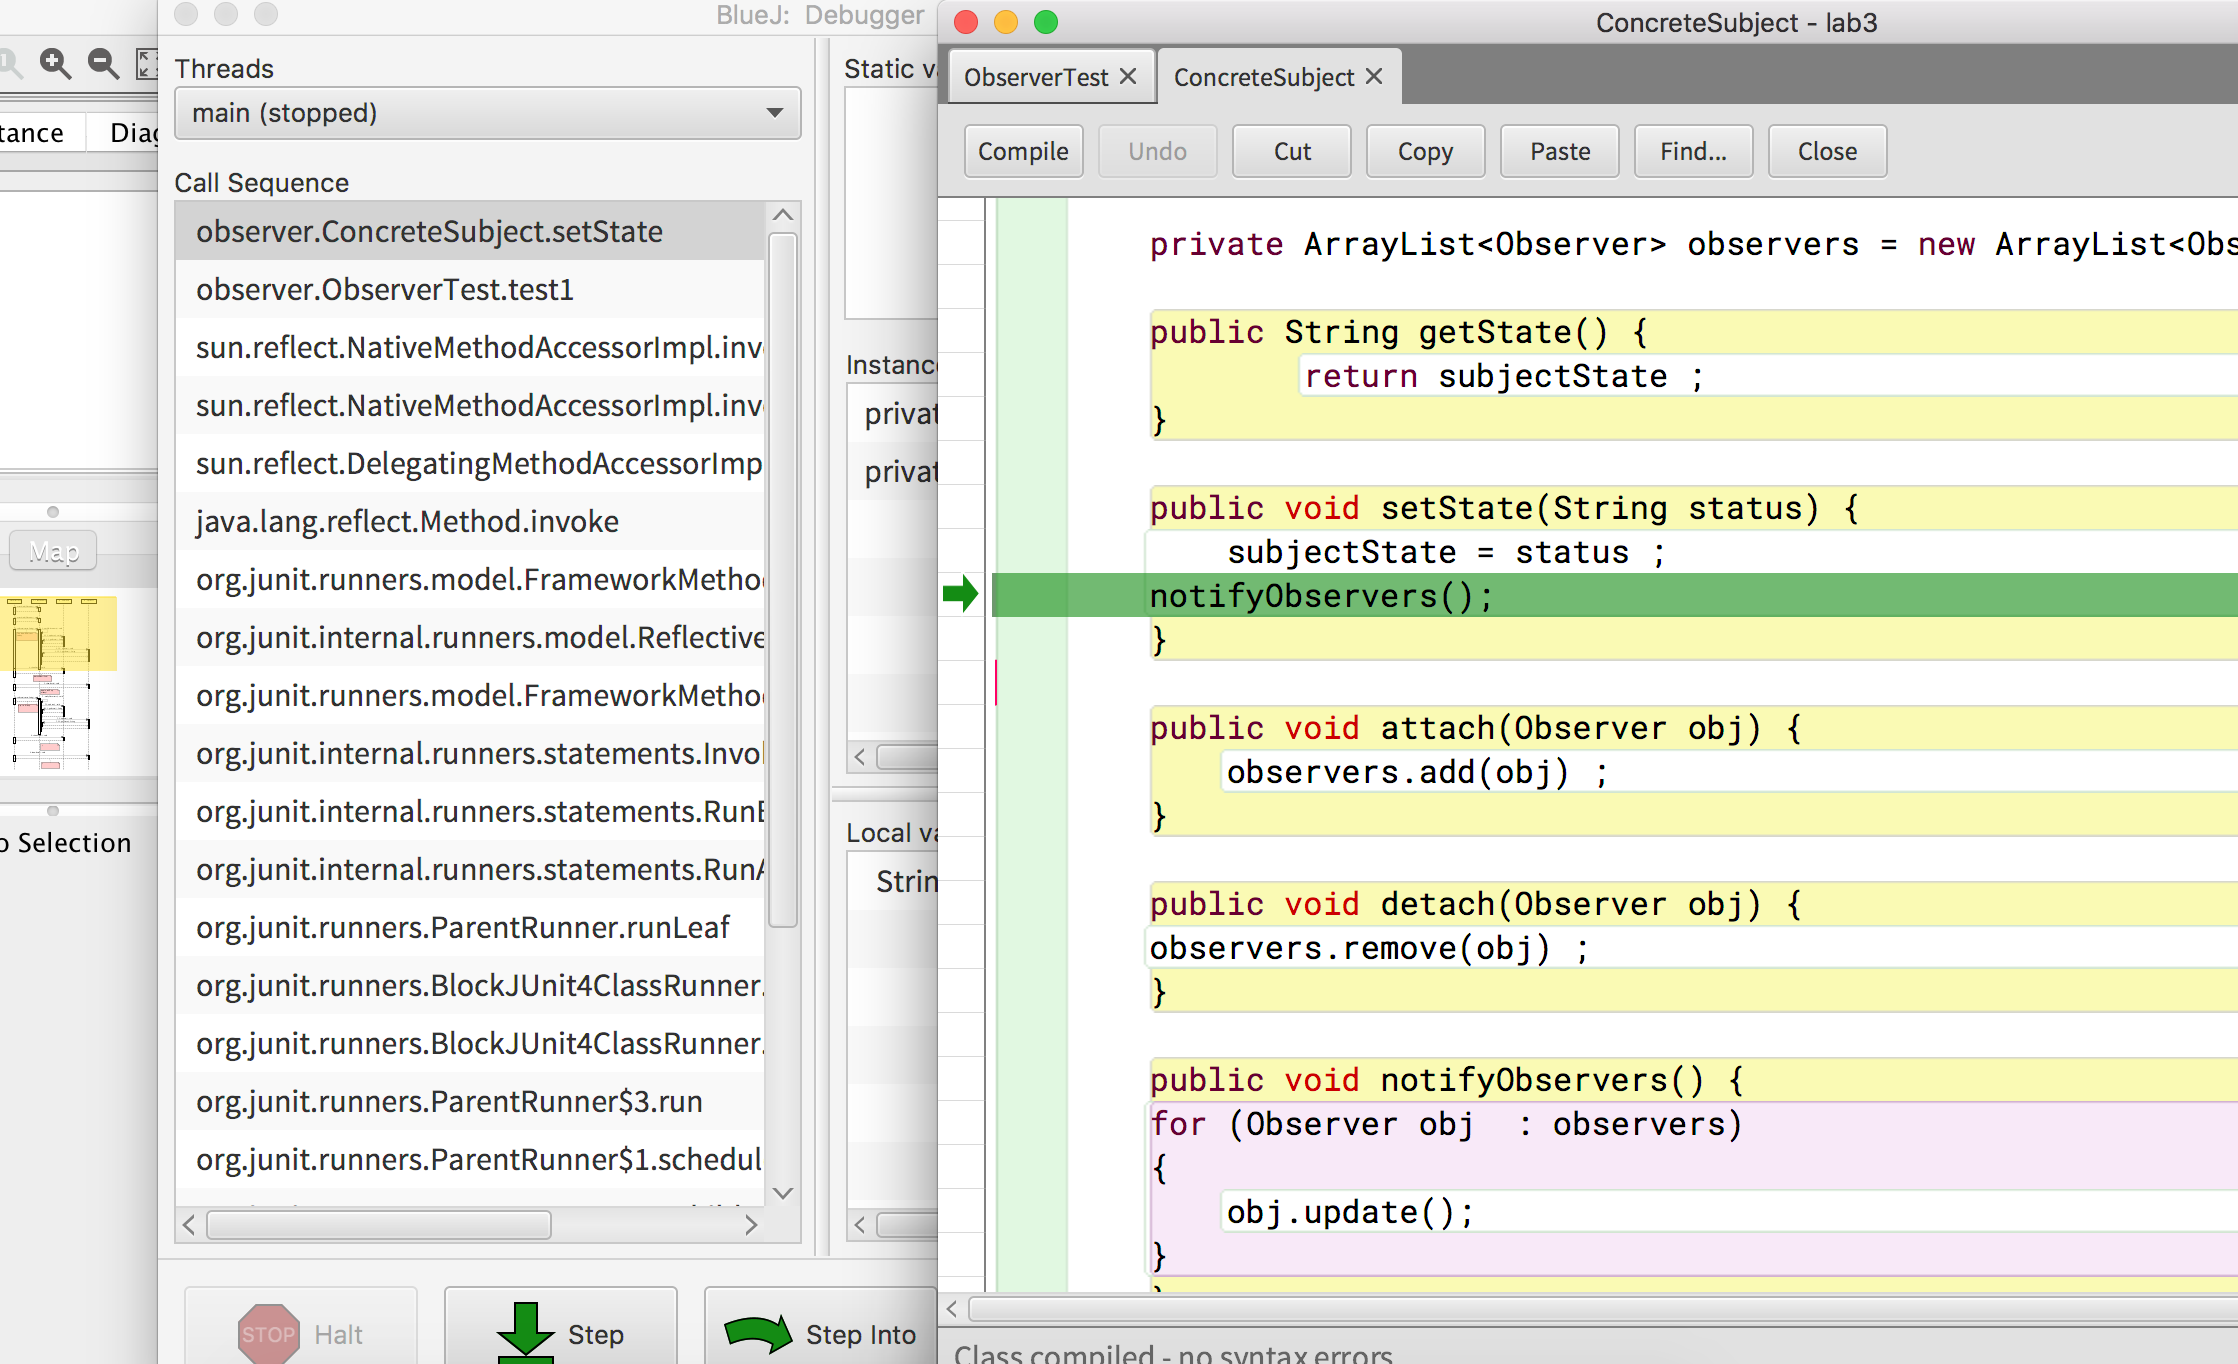 BlueJ: Debugger
Threads
main (stopped)
Call Sequence
observer.ConcreteSubject.setState
observer.ObserverTest.test1
sun.reflect.NativeMethodAccessorImpl.inv
sun.reflect.NativeMethodAccessorImpl.inv
sun.reflect.DelegatingMethodAccessorImp
java.lang.reflect.Method.invoke
org.junit.runners.model.FrameworkMetho
org.junit.internal.runners.model.Reflective
org.junit.runners.model.FrameworkMetho
org.junit.internal.runners.statements.Invo
org.junit.internal.runners.statements.RunB
org.junit.internal.runners.statements.RunA
org.junit.runners.ParentRunner.runLeaf
org.junit.runners.BlockJUnit4ClassRunner.
org.junit.runners.BlockJUnit4ClassRunner.
org.junit.runners.ParentRunner$3.run
org.junit.runners.ParentRunner$1.schedul
STOP Halt
Step
Step Into
tance
Diag
Map
o Selection
Static va
Instance
privat
privat
Local va
Strin
ConcreteSubject - lab3
ObserverTest
ConcreteSubject
Compile Undo Cut Copy Paste Find... Close
private ArrayList<Observer> observers = new ArrayList<Obs
public String getState() {
return subjectState ;
}
public void setState(String status) {
subjectState = status ;
notifyObservers();
}
public void attach(Observer obj) {
observers.add(obj) ;
}
public void detach(Observer obj) {
observers.remove(obj) ;
}
public void notifyObservers() {
for (Observer obj  : observers)
{
obj.update();
}
Class compiled - no syntax errors